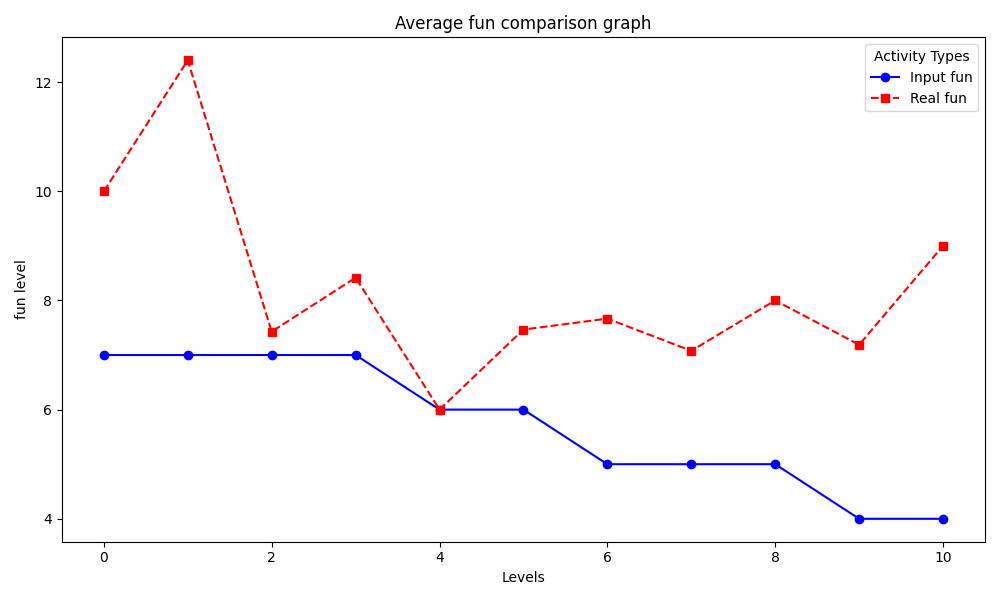 Average fun comparison graph
Activity Types
Input fun
Real fun
fun level
12
10
8
6
4
0 2 4 6 8 10
Levels